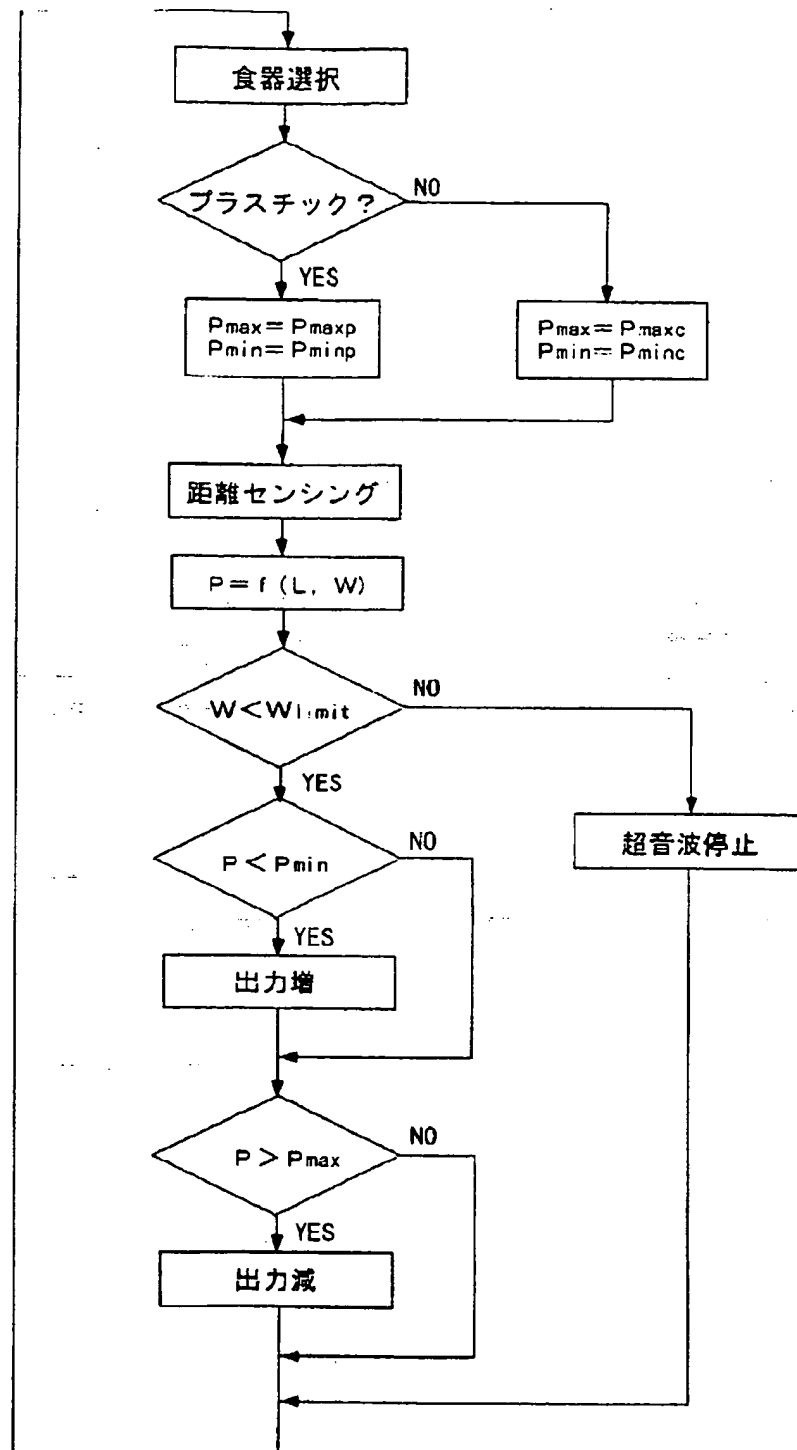 食器選択
プラスチック?
NO
YES
Pmax=Pmaxp
Pmin=Pminp
Pmax=Pmaxc
Pmin=Pminc
距離センシング
P=f(L, W)
W<Wlimit
NO
YES
P<Pmin
NO
超音波停止
YES
出力増
P>Pmax
NO
YES
出力減